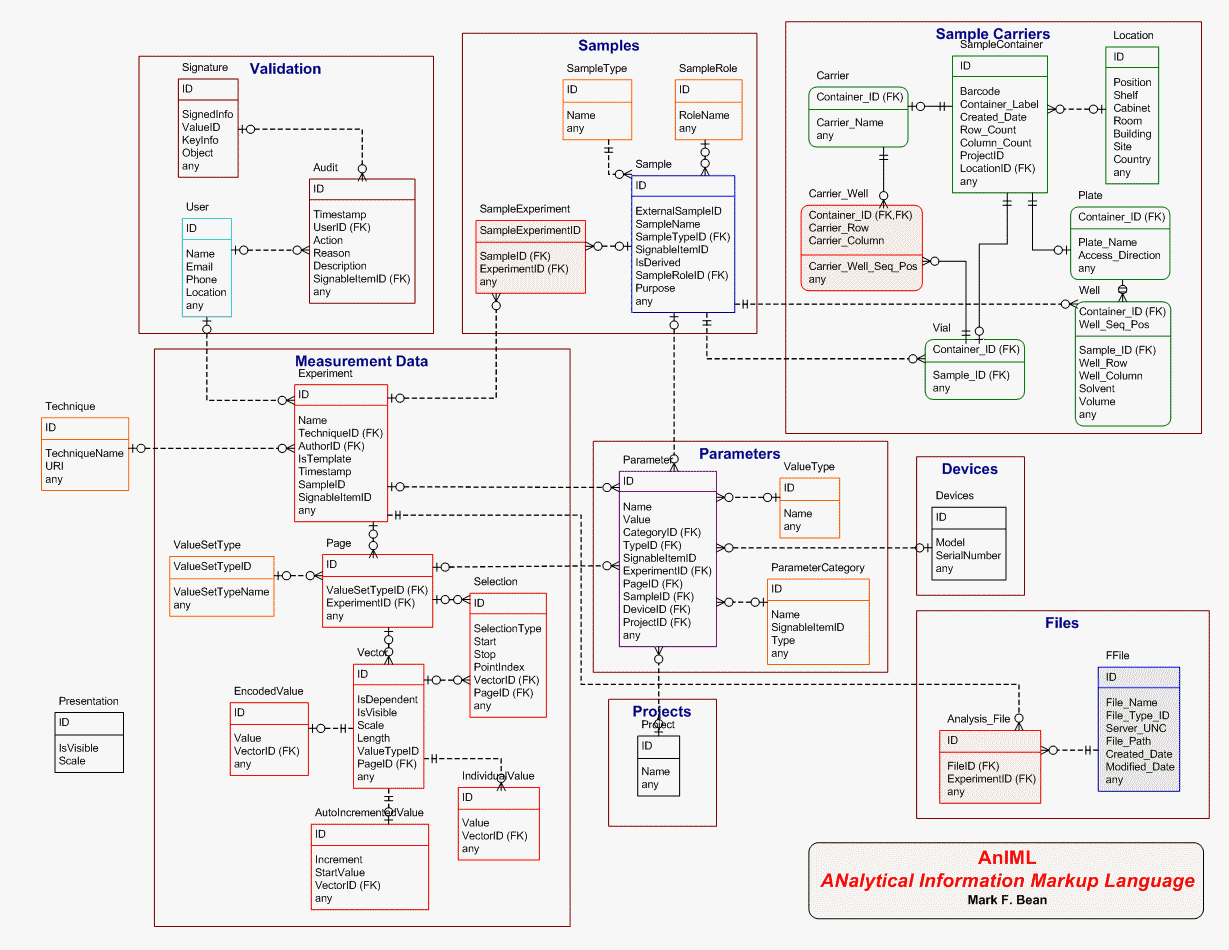 Validation
Signature
ID
SignedInfo
ValueID
KeyInfo
Object
any
Audit
ID
Timestamp
UserID (FK)
Action
Reason
Description
SignableItemID (FK)
any
User
ID
Name
Email
Phone
Location
any
Samples
SampleType
ID
Name
any
SampleRole
ID
RoleName
any
Sample
ID
ExternalSampleID
SampleName
SampleTypeID (FK)
SignableItemID
IsDerived
SampleRoleID (FK)
Purpose
any
SampleExperiment
SampleExperimentID
SampleID (FK)
ExperimentID (FK)
any
Sample Carriers
SampleContainer
ID
Barcode
Container_Label
Created_Date
Row_Count
Column_Count
ProjectID
LocationID (FK)
any
Location
ID
Position
Shelf
Cabinet
Room
Building
Site
Country
any
Carrier
Container_ID (FK)
Carrier_Name
any
Carrier_Well
Container_ID (FK,FK)
Carrier_Row
Carrier_Column
Carrier_Well_Seq_Pos
any
Plate
Container_ID (FK)
Plate_Name
Access_Direction
any
Well
Container_ID (FK)
Well_Seq_Pos
Sample_ID (FK)
Well_Row
Well_Column
Solvent
Volume
any
Vial
Container_ID (FK)
Sample_ID (FK)
any
Measurement Data
Experiment
ID
Name
TechniqueID (FK)
AuthorID (FK)
IsTemplate
Timestamp
SampleID
SignableItemID
any
Technique
ID
TechniqueName
URI
any
ValueSetType
ValueSetTypeID
ValueSetTypeName
any
Page
ID
ValueSetTypeID (FK)
ExperimentID (FK)
any
Selection
ID
SelectionType
Start
Stop
PointIndex
VectorID (FK)
PageID (FK)
any
Vector
ID
IsDependent
IsVisible
Scale
Length
ValueTypeID
PageID (FK)
any
EncodedValue
ID
Value
VectorID (FK)
any
IndividualValue
ID
Value
VectorID (FK)
any
AutoIncrementedValue
ID
Increment
StartValue
VectorID (FK)
any
Presentation
ID
IsVisible
Scale
Parameters
Parameter
ID
Name
Value
CategoryID (FK)
TypeID (FK)
SignableItemID
ExperimentID (FK)
PageID (FK)
SampleID (FK)
DeviceID (FK)
ProjectID (FK)
any
ValueType
ID
Name
any
ParameterCategory
ID
Name
SignableItemID
Type
any
Devices
Devices
ID
Model
SerialNumber
any
Projects
Project
ID
Name
any
Files
FFile
ID
File_Name
File_Type_ID
Server_UNC
File_Path
Created_Date
Modified_Date
any
Analysis_File
ID
FileID (FK)
ExperimentID (FK)
any
AnIML
ANalytical Information Markup Language
Mark F. Bean